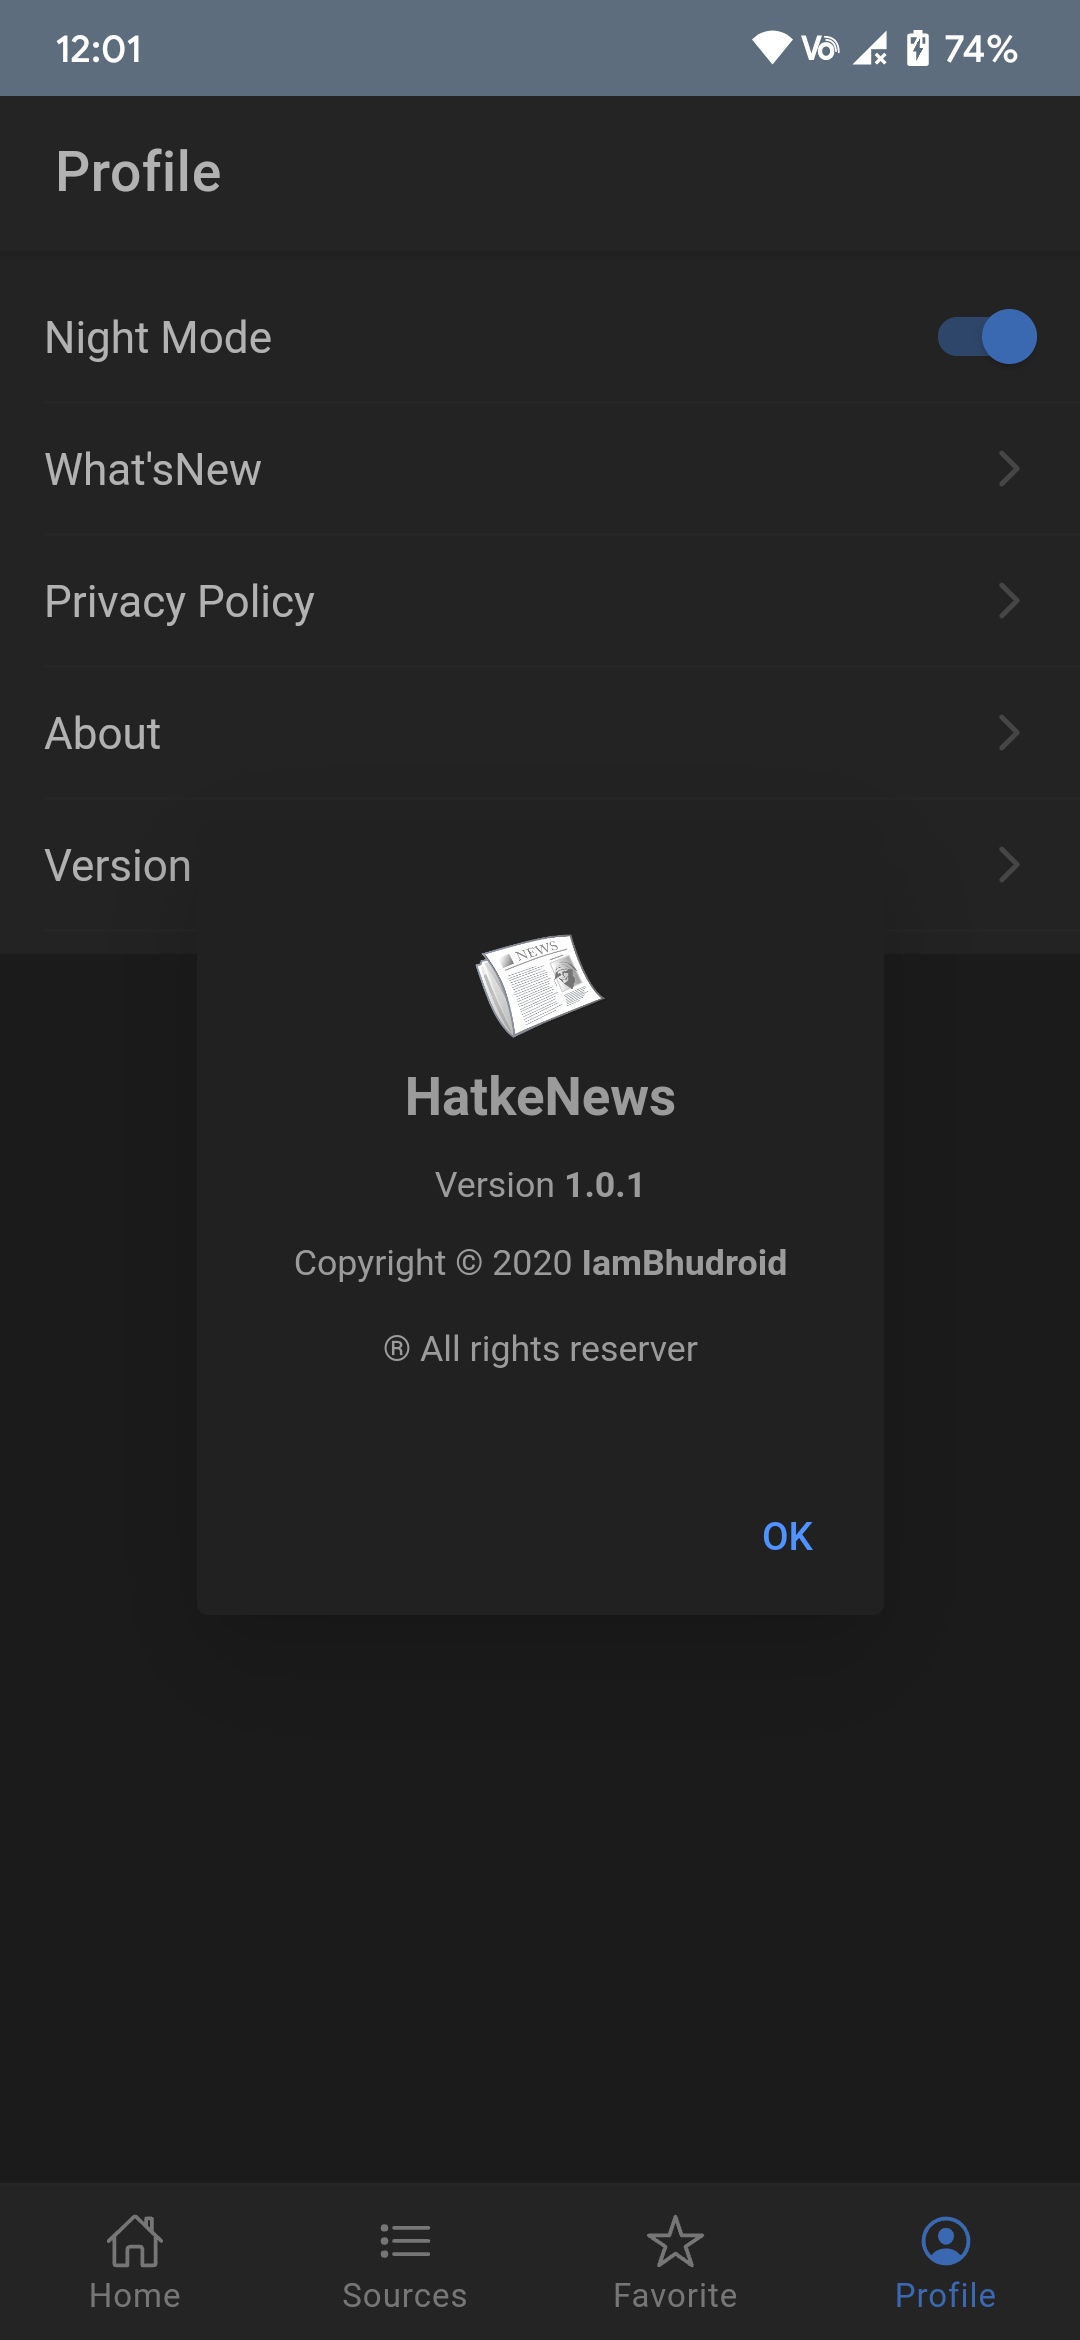 12:01
74%
Profile
Night Mode
What'sNew
Privacy Policy
About
Version
NEWS
HatkeNews
Version 1.0.1
Copyright © 2020 IamBhudroid
® All rights reserver
OK
Home
Sources
Favorite
Profile